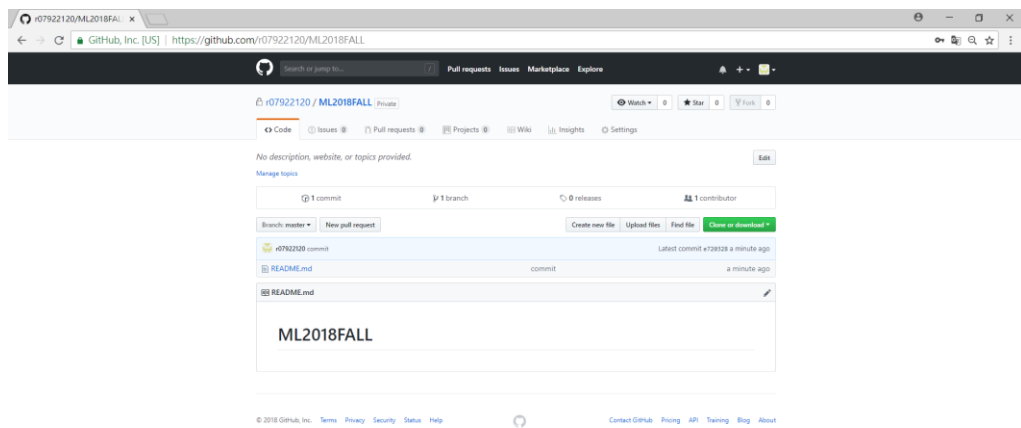 r07922120/ML2018FAL
GitHub, Inc. [US] | https://github.com/r07922120/ML2018FALL
Search or jump to... / Pull requests Issues Marketplace Explore
r07922120 / ML2018FALL Private Watch 0 Star 0 Fork 0
Code Issues 0 Pull requests 0 Projects 0 Wiki Insights Settings
No description, website, or topics provided. Edit
Manage topics
1 commit 1 branch 0 releases 1 contributor
Branch: master New pull request Create new file Upload files Find file Clone or download
r07922120 commit Latest commit e728328 a minute ago
README.md commit a minute ago
README.md
ML2018FALL
© 2018 GitHub, Inc. Terms Privacy Security Status Help Contact GitHub Pricing API Training Blog About